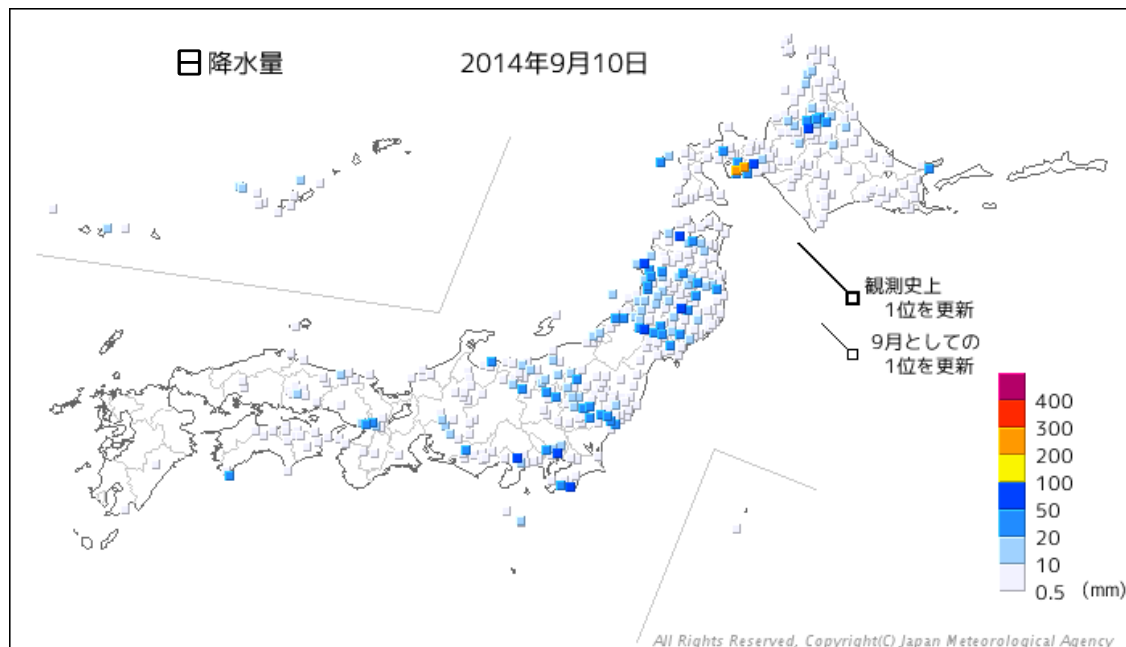 日降水量
2014年9月10日
観測史上
1位を更新
9月としての
1位を更新
400
300
200
100
50
20
10
0.5 (mm)
All Rights Reserved, Copyright(C) Japan Meteorological Agency